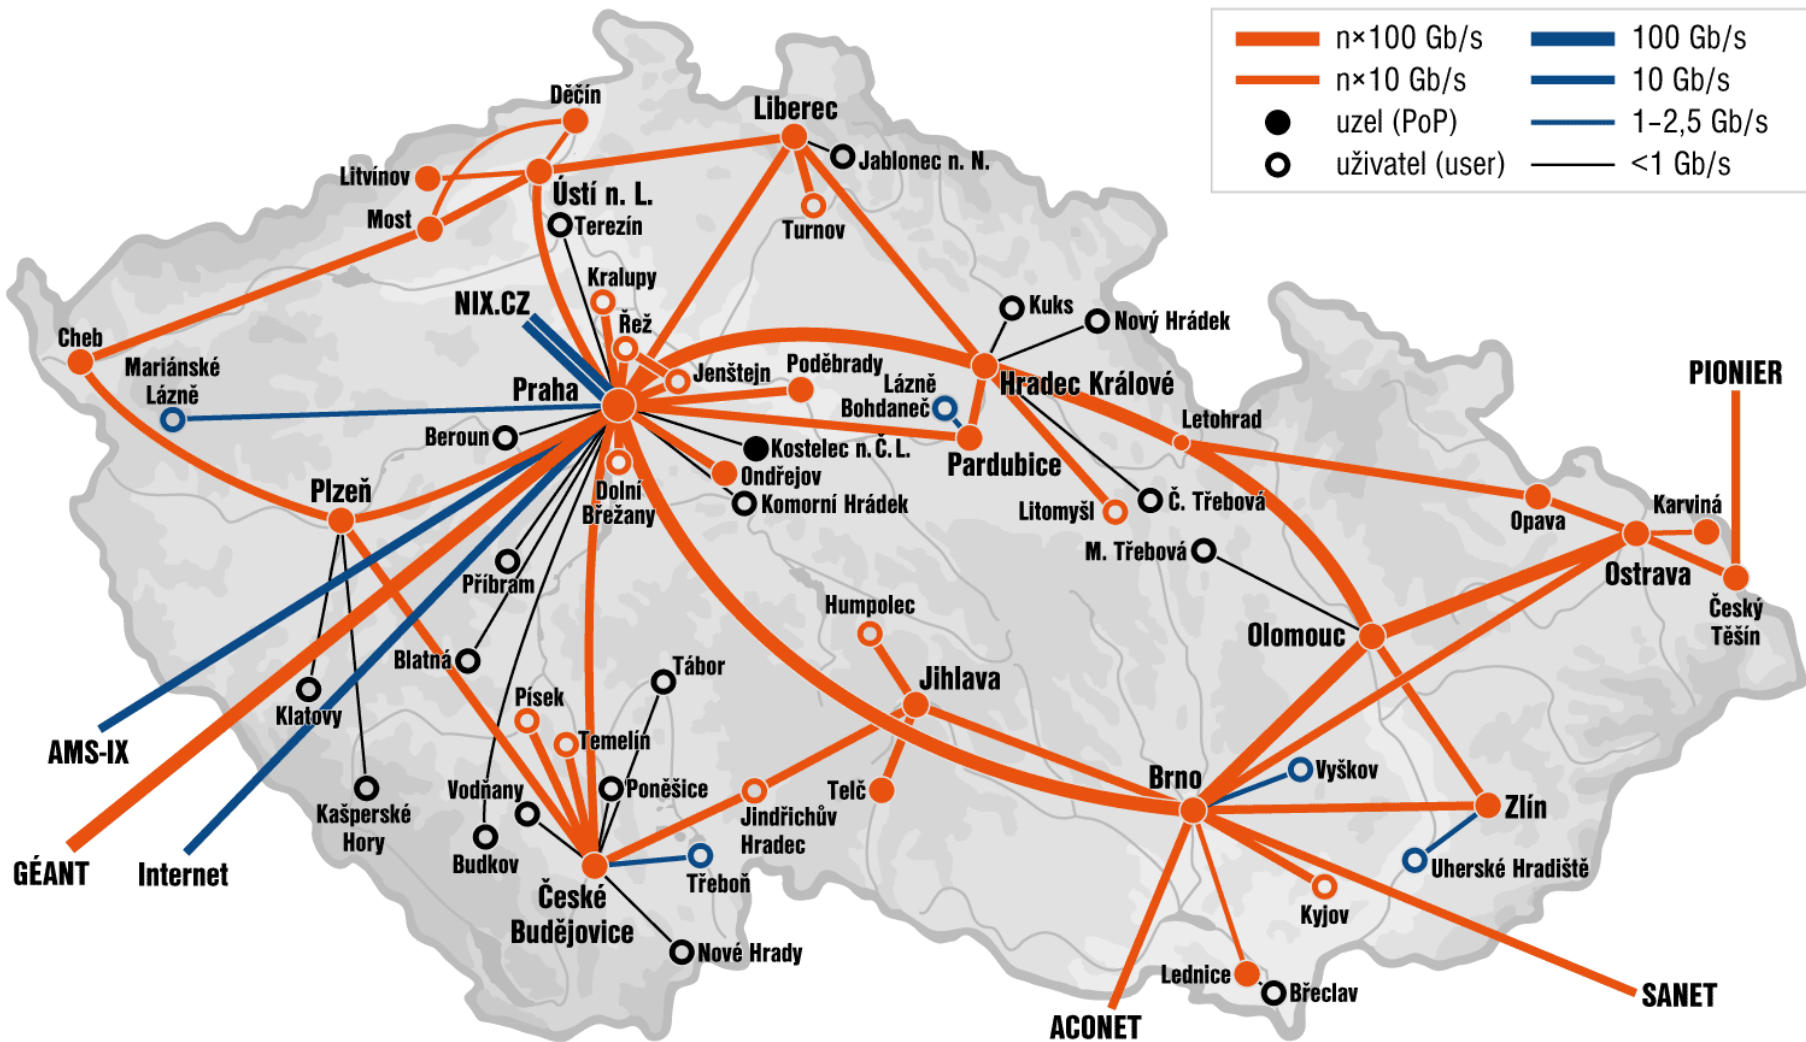 n×100 Gb/s
100 Gb/s
n×10 Gb/s
10 Gb/s
uzel (PoP)
1–2,5 Gb/s
uživatel (user)
<1 Gb/s
Děčín
Liberec
Jablonec n. N.
Litvínov
Ústí n. L.
Most
Terezín
Turnov
Kralupy
NIX.CZ
Řež
Kuks
Nový Hrádek
Cheb
Mariánské
Lázně
Praha
Jenštejn
Poděbrady
Lázně
Bohdaneč
Hradec Králové
PIONIER
Letohrad
Beroun
Kostelec n.Č.L.
Pardubice
Ondřejov
Plzeň
Dolní
Břežany
Komorní Hrádek
Litomyšl
Č. Třebová
Opava
Karviná
M. Třebová
Příbram
Ostrava
Český
Těšín
Humpolec
Olomouc
Blatná
Tábor
Jihlava
Klatovy
Písek
Temelín
AMS-IX
Vodňany
Poněšice
Telč
Brno
Vyškov
Kašperské
Hory
Jindřichův
Hradec
Zlín
Budkov
GÉANT
Internet
Třeboň
Uherské Hradiště
České
Budějovice
Kyjov
Nové Hrady
Lednice
Břeclav
SANET
ACONET